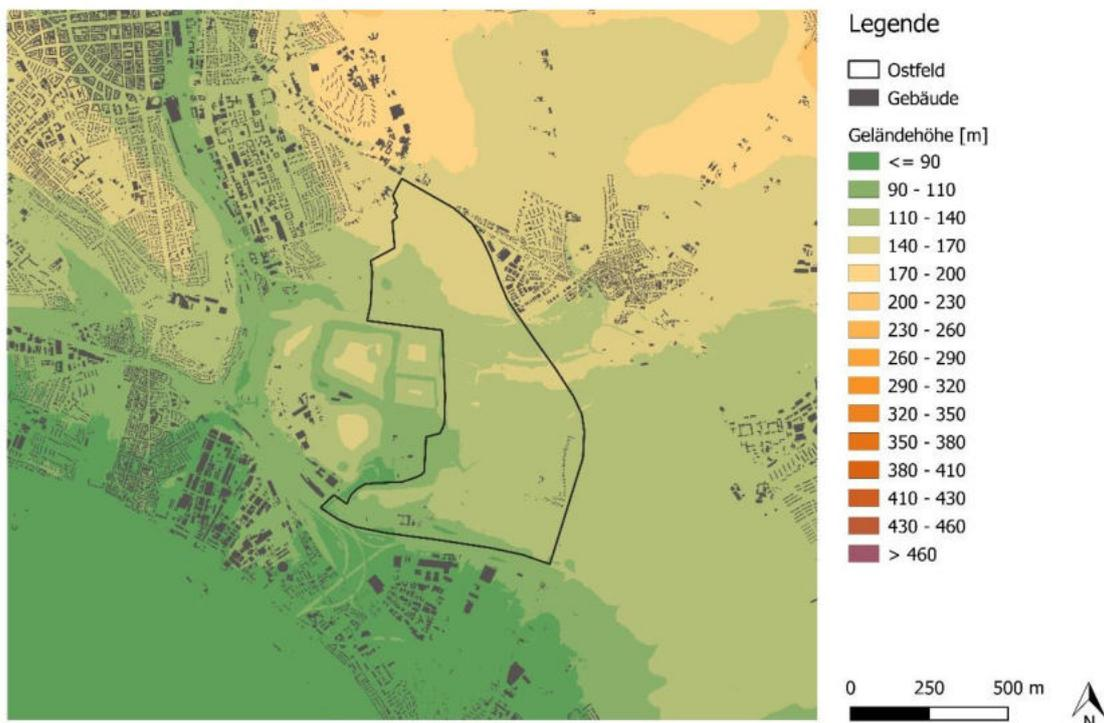 Legende
Ostfeld
Gebäude
Geländehöhe [m]
<= 90
90 - 110
110 - 140
140 - 170
170 - 200
200 - 230
230 - 260
260 - 290
290 - 320
320 - 350
350 - 380
380 - 410
410 - 430
430 - 460
> 460
0 250 500 m
N